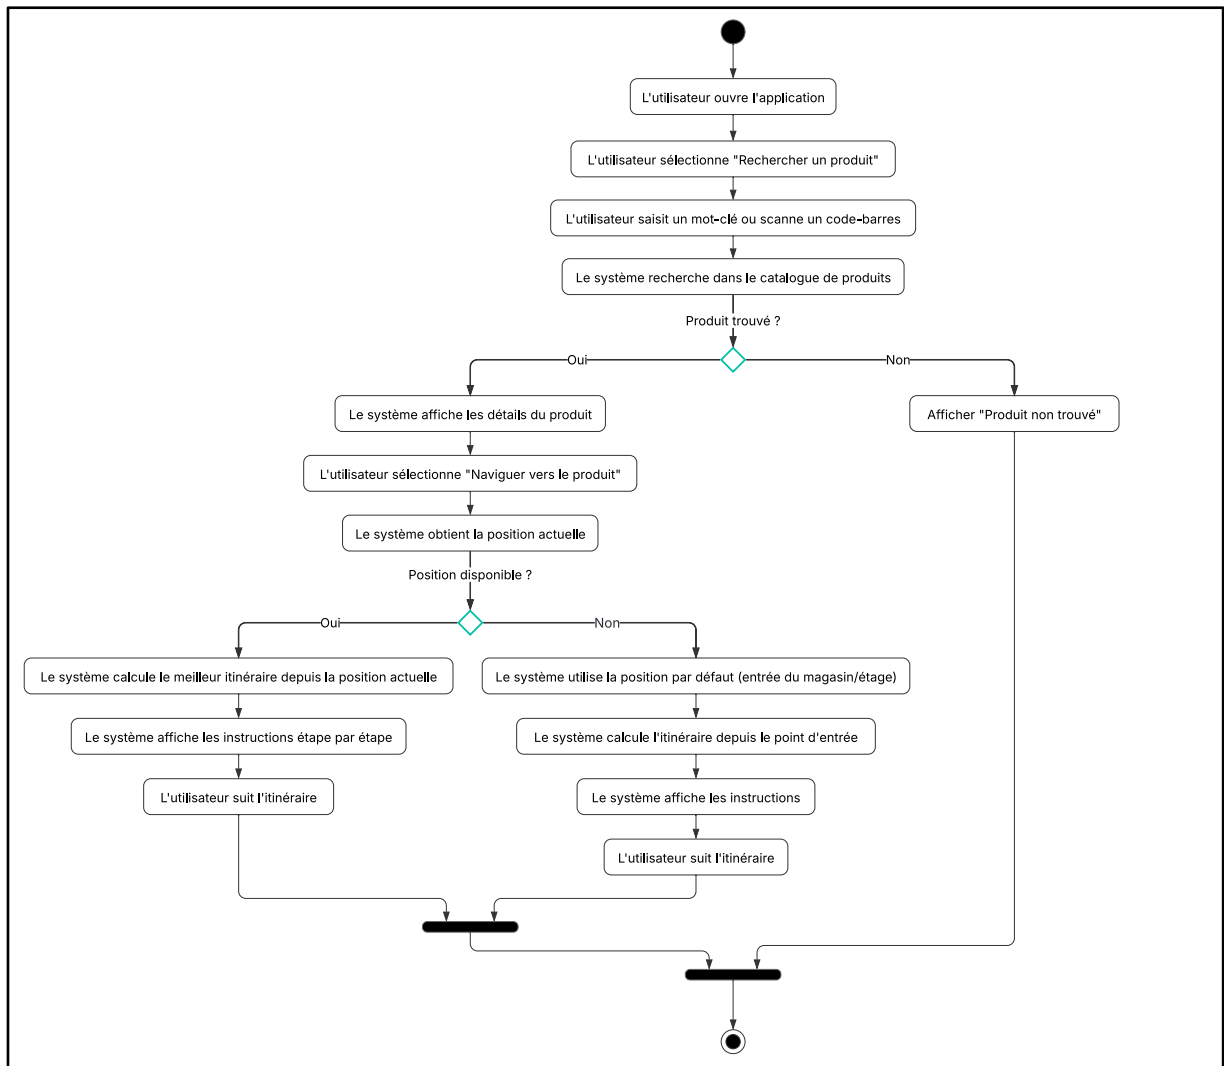 L'utilisateur ouvre l'application
L'utilisateur sélectionne "Rechercher un produit"
L'utilisateur saisit un mot-clé ou scanne un code-barres
Le système recherche dans le catalogue de produits
Produit trouvé ?
Oui
Non
Le système affiche les détails du produit
Afficher "Produit non trouvé"
L'utilisateur sélectionne "Naviguer vers le produit"
Le système obtient la position actuelle
Position disponible ?
Oui
Non
Le système calcule le meilleur itinéraire depuis la position actuelle
Le système utilise la position par défaut (entrée du magasin/étage)
Le système affiche les instructions étape par étape
Le système calcule l'itinéraire depuis le point d'entrée
L'utilisateur suit l'itinéraire
Le système affiche les instructions
L'utilisateur suit l'itinéraire